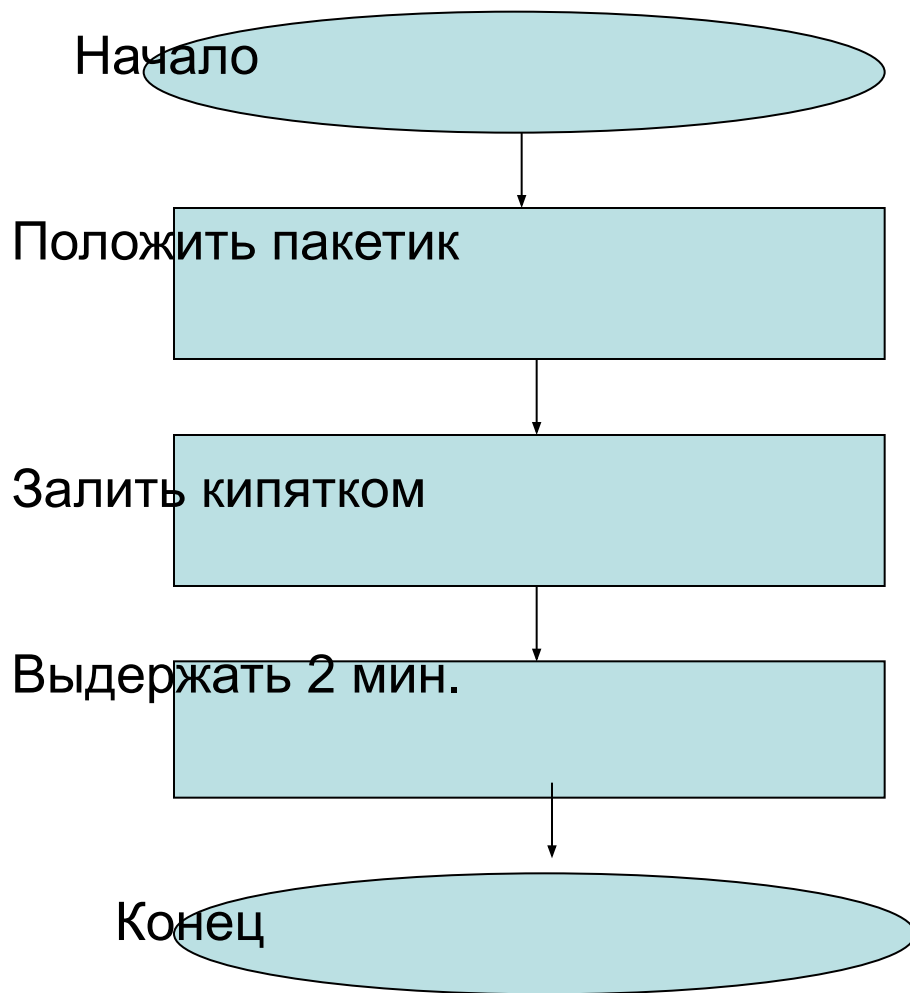 Начало
Положить пакетик
Залить кипятком
Выдержать 2 мин.
Конец